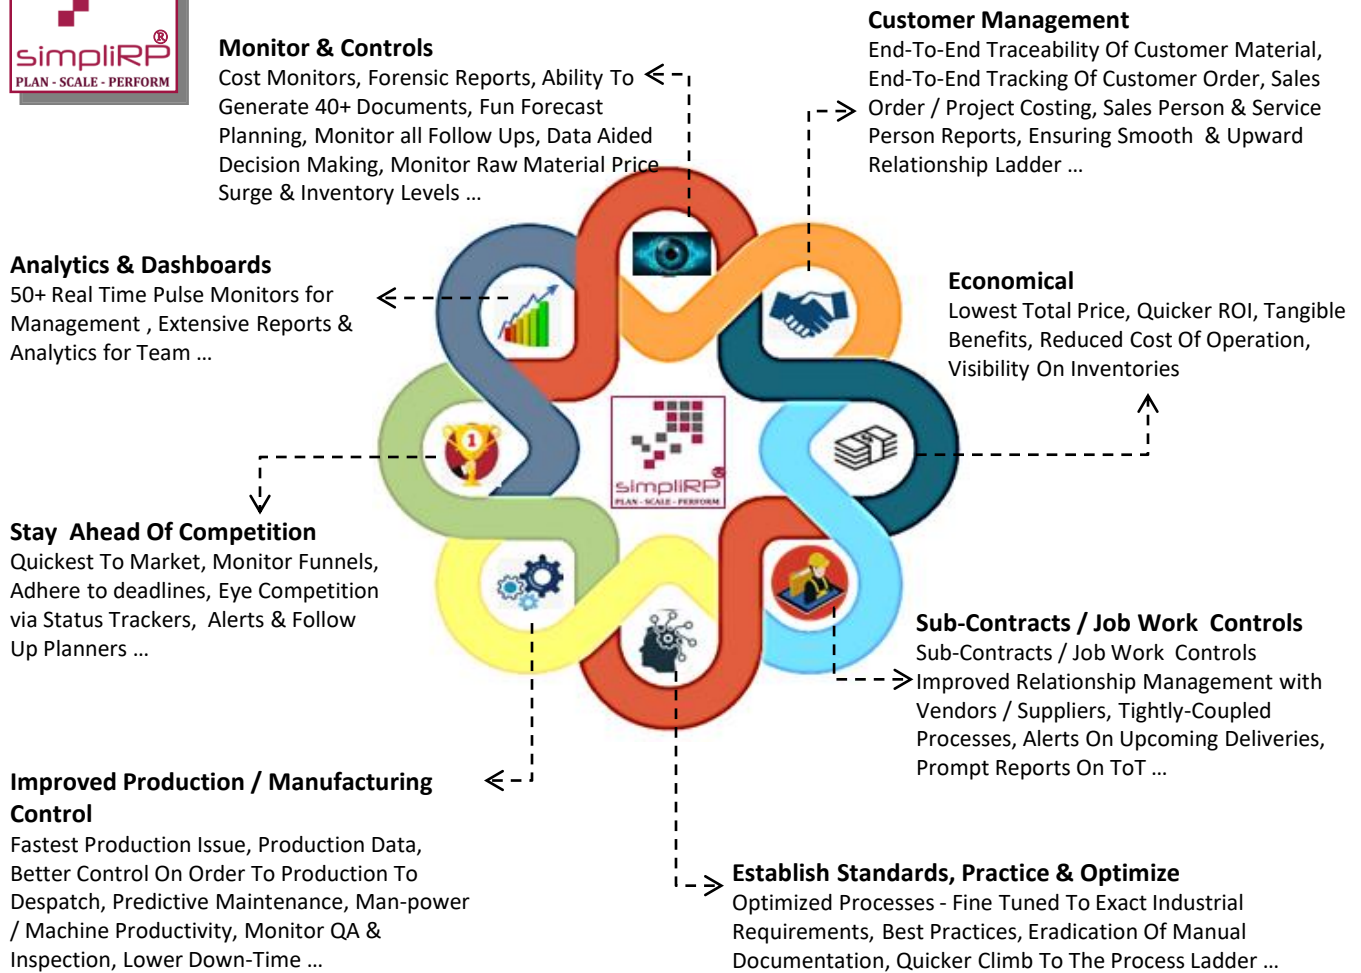 simpliRP®
PLAN - SCALE - PERFORM
Monitor & Controls
Cost Monitors, Forensic Reports, Ability To
Generate 40+ Documents, Fun Forecast
Planning, Monitor all Follow Ups, Data Aided
Decision Making, Monitor Raw Material Price
Surge & Inventory Levels ...
Customer Management
End-To-End Traceability Of Customer Material,
End-To-End Tracking Of Customer Order, Sales
Order / Project Costing, Sales Person & Service
Person Reports, Ensuring Smooth & Upward
Relationship Ladder ...
Analytics & Dashboards
50+ Real Time Pulse Monitors for
Management , Extensive Reports &
Analytics for Team ...
Economical
Lowest Total Price, Quicker ROI, Tangible
Benefits, Reduced Cost Of Operation,
Visibility On Inventories
1
simpliRP®
PLAN - SCALE - PERFORM
Stay Ahead Of Competition
Quickest To Market, Monitor Funnels,
Adhere to deadlines, Eye Competition
via Status Trackers, Alerts & Follow
Up Planners ...
Sub-Contracts / Job Work Controls
Sub-Contracts / Job Work Controls
Improved Relationship Management with
Vendors / Suppliers, Tightly-Coupled
Processes, Alerts On Upcoming Deliveries,
Prompt Reports On ToT ...
Improved Production / Manufacturing
Control
Fastest Production Issue, Production Data,
Better Control On Order To Production To
Despatch, Predictive Maintenance, Man-power
/ Machine Productivity, Monitor QA &
Inspection, Lower Down-Time ...
Establish Standards, Practice & Optimize
Optimized Processes - Fine Tuned To Exact Industrial
Requirements, Best Practices, Eradication Of Manual
Documentation, Quicker Climb To The Process Ladder ...